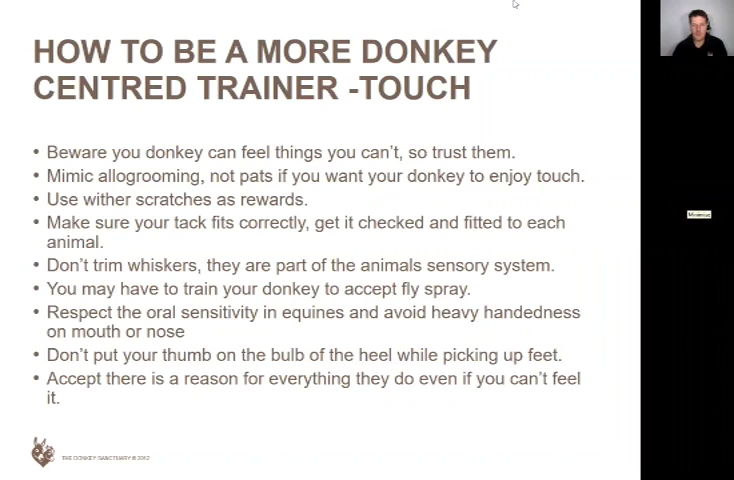 HOW TO BE A MORE DONKEY
CENTRED TRAINER -TOUCH
• Beware you donkey can feel things you can't, so trust them.
• Mimic allogrooming, not pats if you want your donkey to enjoy touch.
• Use wither scratches as rewards.
• Make sure your tack fits correctly, get it checked and fitted to each
animal.
• Don't trim whiskers, they are part of the animals sensory system.
• You may have to train your donkey to accept fly spray.
• Respect the oral sensitivity in equines and avoid heavy handedness
on mouth or nose
• Don't put your thumb on the bulb of the heel while picking up feet.
• Accept there is a reason for everything they do even if you can't feel
it.
THE DONKEY SANCTUARY ©
Minimize